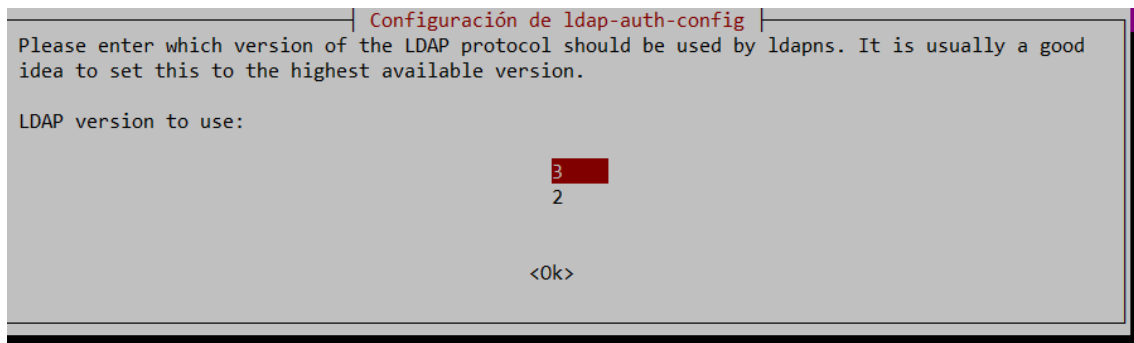 Configuración de ldap-auth-config
Please enter which version of the LDAP protocol should be used by ldapns. It is usually a good
idea to set this to the highest available version.
LDAP version to use:
3
2
<Ok>